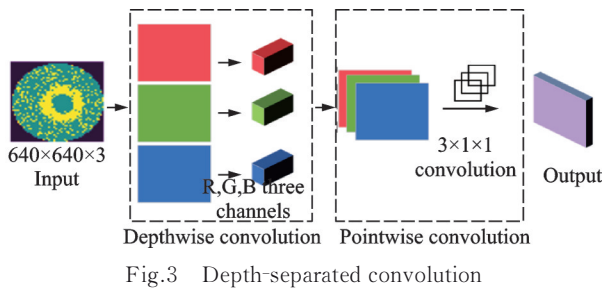 640×640×3
Input
R,G,B three
channels
Depthwise convolution
3×1×1
convolution
Pointwise convolution
Output
Fig.3 Depth-separated convolution